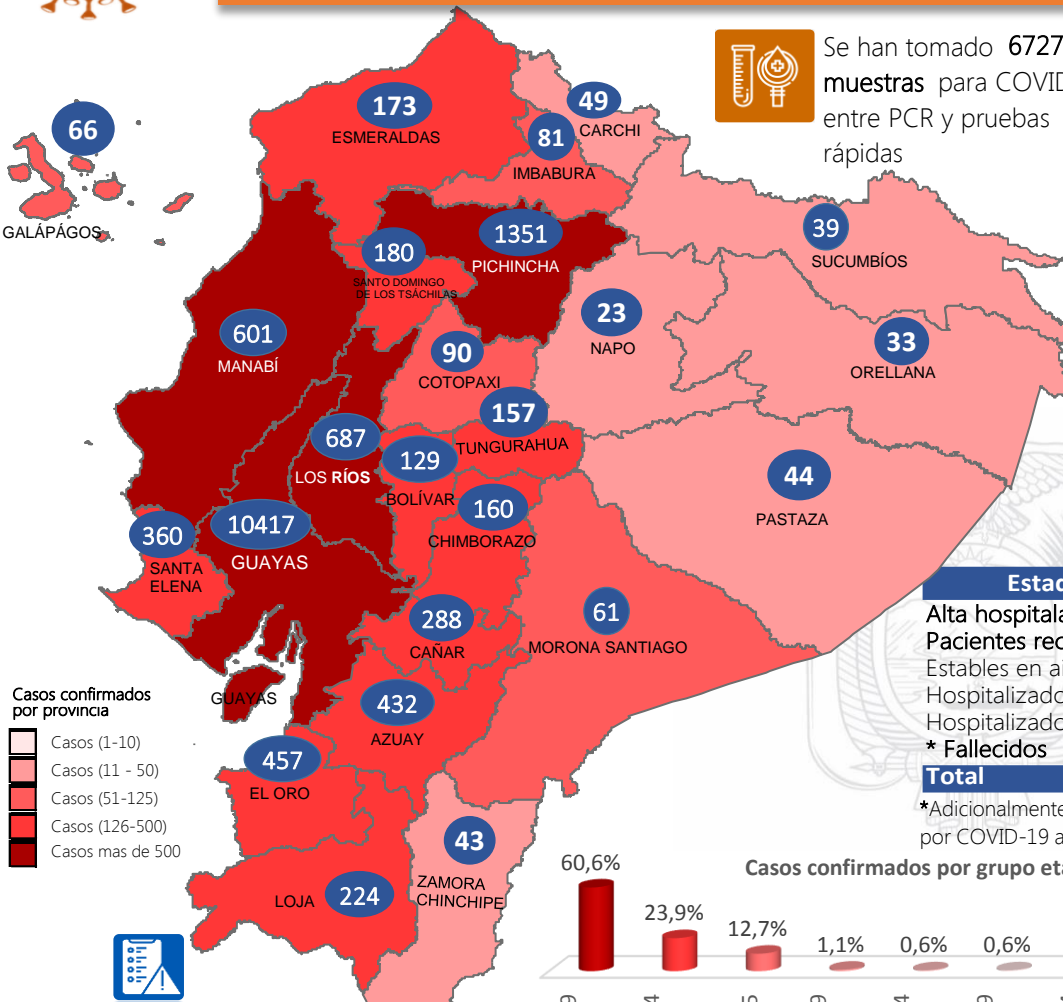 Se han tomado 6727
muestras para COVID
entre PCR y pruebas
rápidas
66
GALÁPÁGOS
173
ESMERALDAS
49
CARCHI
81
IMBABURA
1351
PICHINCHA
180
SANTO DOMINGO
DE LOS TSÁCHILAS
39
SUCUMBÍOS
23
NAPO
33
ORELLANA
601
MANABÍ
90
COTOPAXI
157
TUNGURAHUA
687
LOS RÍOS
129
BOLÍVAR
44
PASTAZA
160
CHIMBORAZO
10417
GUAYAS
360
SANTA
ELENA
61
MORONA SANTIAGO
288
CAÑAR
GUAYAS
432
AZUAY
457
EL ORO
43
ZAMORA
CHINCHIPE
224
LOJA
Casos confirmados
por provincia
Casos (1-10)
Casos (11 - 50)
Casos (51-125)
Casos (126-500)
Casos mas de 500
Estad
Alta hospitala
Pacientes rec
Estables en a
Hospitalizado
Hospitalizado
* Fallecidos
Total
*Adicionalmente
por COVID-19 a
Casos confirmados por grupo eta
60,6%
23,9%
12,7%
1,1%
0,6%
0,6%